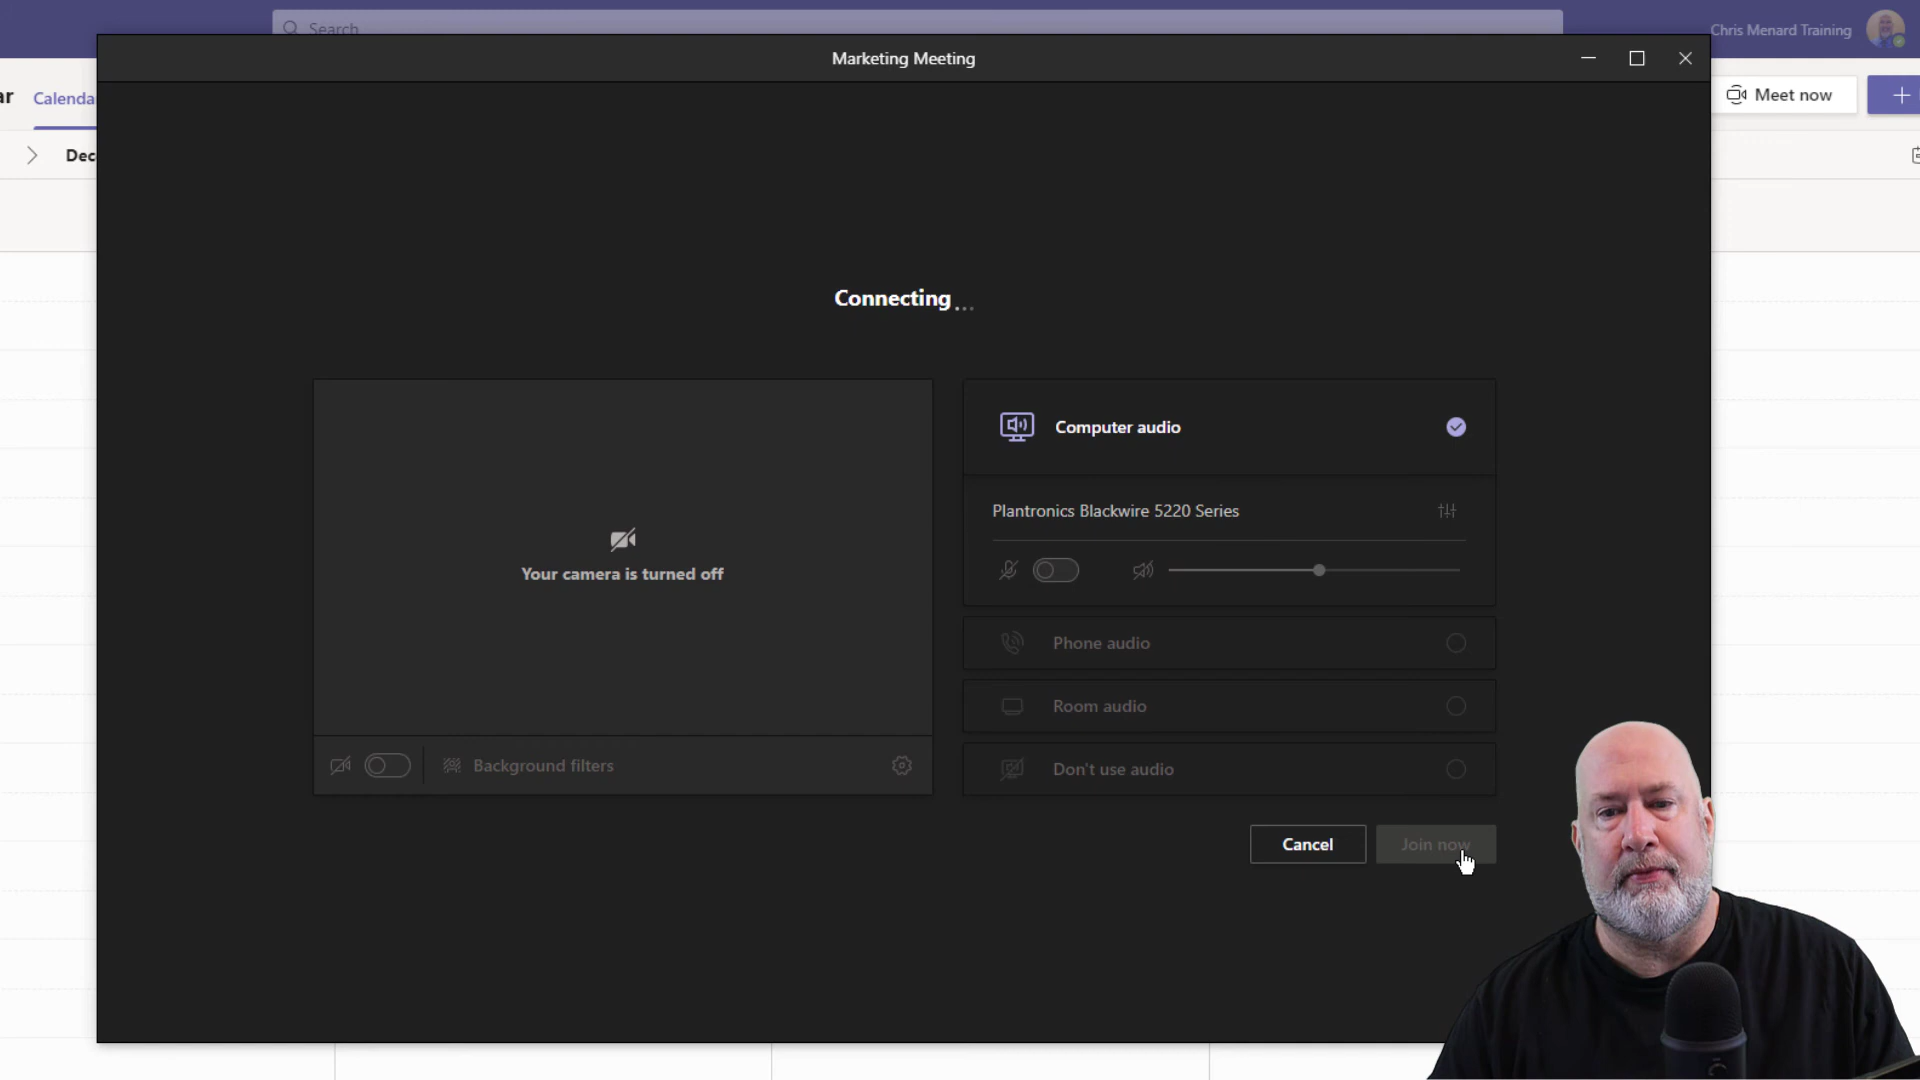 Search
Chris Menard Training
Marketing Meeting
ar
Calenda
Meet now
Dec
Connecting...
Computer audio
Plantronics Blackwire 5220 Series
Your camera is turned off
Phone audio
Room audio
Background filters
Don't use audio
Cancel
Join now